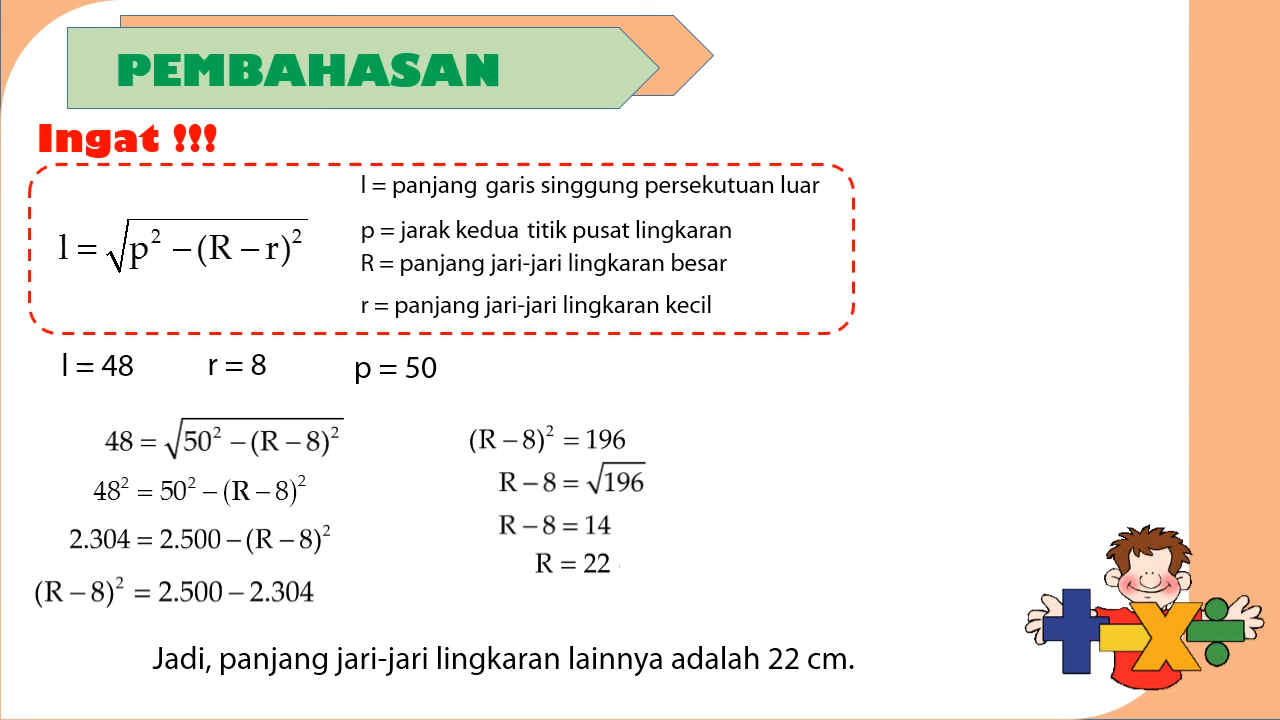 PEMBAHASAN
Ingat !!!
l = √(p² − (R − r)²)
l = panjang garis singgung persekutuan luar
p = jarak kedua titik pusat lingkaran
R = panjang jari-jari lingkaran besar
r = panjang jari-jari lingkaran kecil
l = 48 r = 8 p = 50
48 = √(50² − (R − 8)²)
48² = 50² − (R − 8)²
2.304 = 2.500 − (R − 8)²
(R − 8)² = 2.500 − 2.304
(R − 8)² = 196
R − 8 = √196
R − 8 = 14
R = 22
Jadi, panjang jari-jari lingkaran lainnya adalah 22 cm.